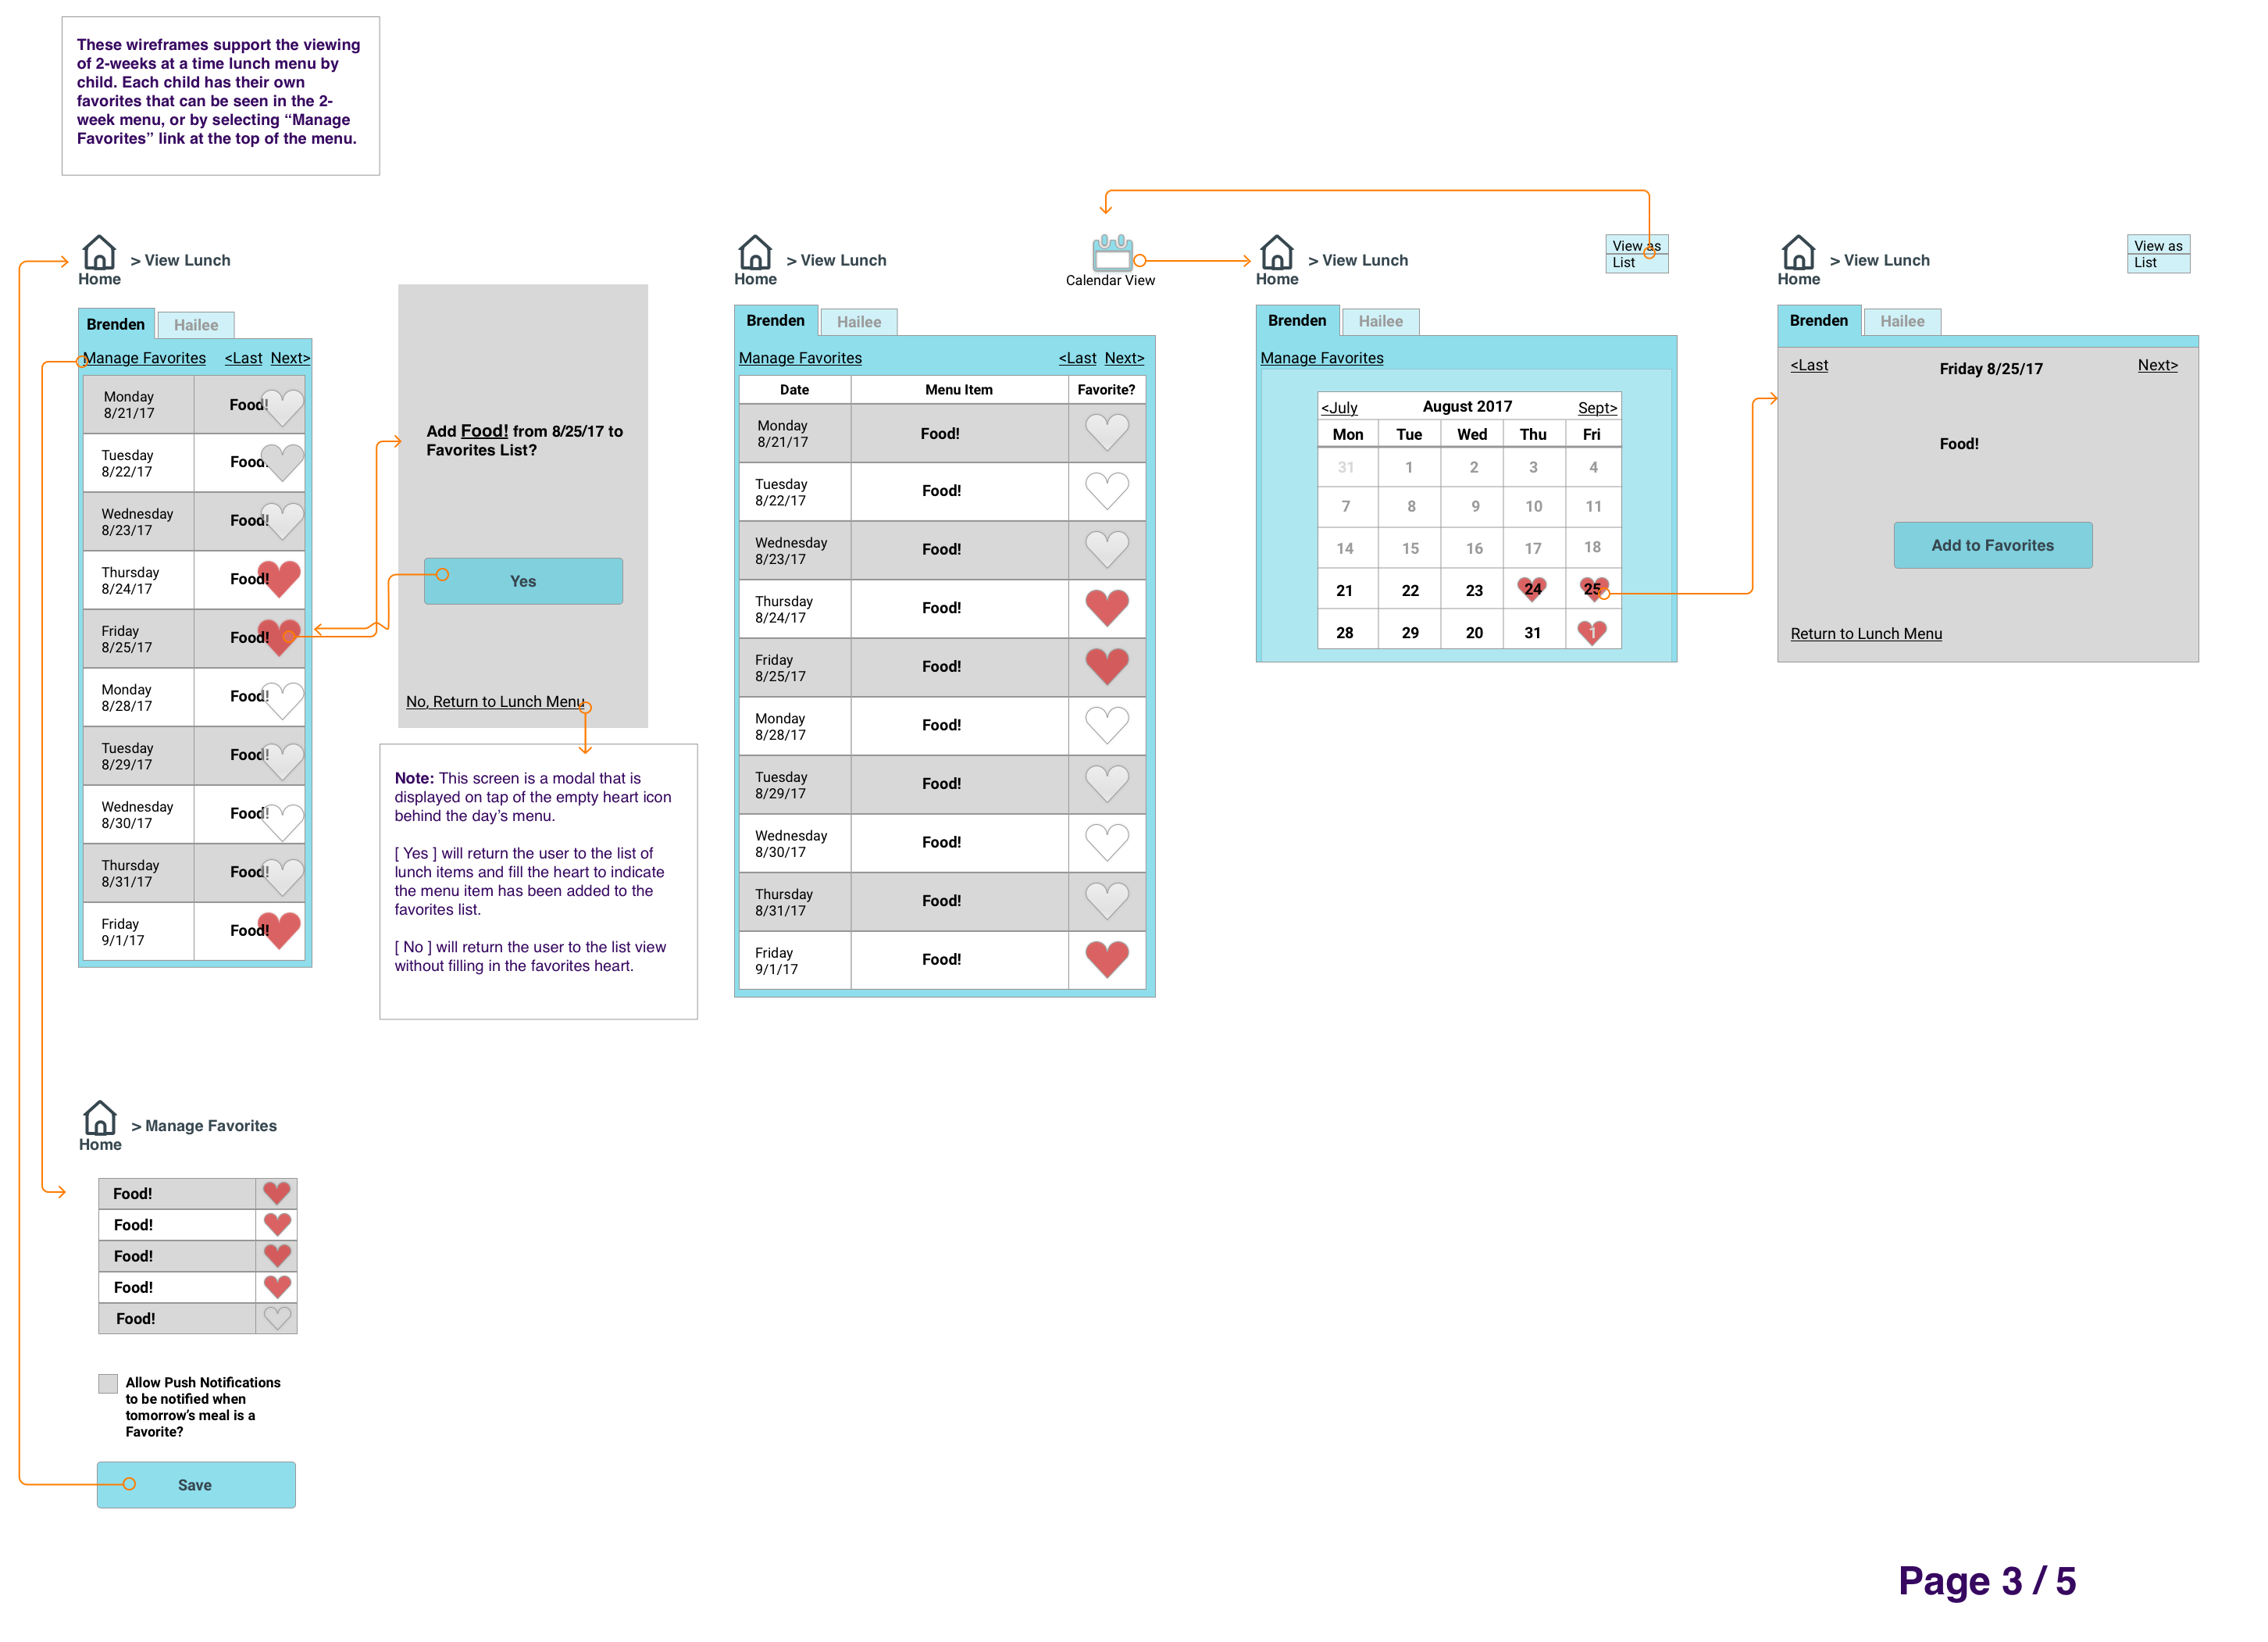 These wireframes support the viewing
of 2-weeks at a time lunch menu by
child. Each child has their own
favorites that can be seen in the 2-
week menu, or by selecting “Manage
Favorites” link at the top of the menu.
Home
> View Lunch
Brenden
Hailee
Manage Favorites
<Last
Next>
Monday
8/21/17
Food!
Tuesday
8/22/17
Food!
Wednesday
8/23/17
Food!
Thursday
8/24/17
Food!
Friday
8/25/17
Food!
Monday
8/28/17
Food!
Tuesday
8/29/17
Food!
Wednesday
8/30/17
Food!
Thursday
8/31/17
Food!
Friday
9/1/17
Food!
Add Food! from 8/25/17 to
Favorites List?
Yes
No, Return to Lunch Menu
Note: This screen is a modal that is
displayed on tap of the empty heart icon
behind the day’s menu.
[ Yes ] will return the user to the list of
lunch items and fill the heart to indicate
the menu item has been added to the
favorites list.
[ No ] will return the user to the list view
without filling in the favorites heart.
Home
> View Lunch
Calendar View
Brenden
Hailee
Manage Favorites
<Last
Next>
Date
Menu Item
Favorite?
Monday
8/21/17
Food!
Tuesday
8/22/17
Food!
Wednesday
8/23/17
Food!
Thursday
8/24/17
Food!
Friday
8/25/17
Food!
Monday
8/28/17
Food!
Tuesday
8/29/17
Food!
Wednesday
8/30/17
Food!
Thursday
8/31/17
Food!
Friday
9/1/17
Food!
Home
> View Lunch
View as
List
Brenden
Hailee
Manage Favorites
<July
August 2017
Sept>
Mon Tue Wed Thu Fri
31 1 2 3 4
7 8 9 10 11
14 15 16 17 18
21 22 23 24 25
28 29 20 31 1
Home
> View Lunch
View as
List
Brenden
Hailee
<Last
Friday 8/25/17
Next>
Food!
Add to Favorites
Return to Lunch Menu
Home
> Manage Favorites
Food!
Food!
Food!
Food!
Food!
Allow Push Notifications
to be notified when
tomorrow’s meal is a
Favorite?
Save
Page 3 / 5